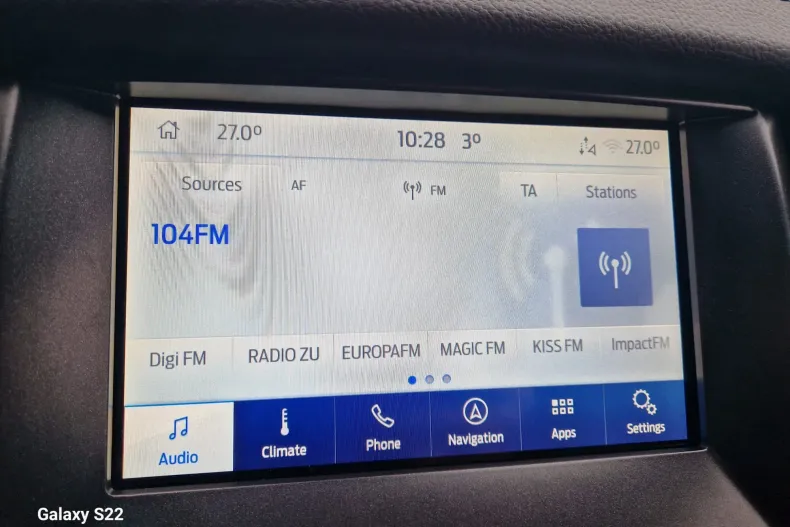 27.0° 10:28 3° 27.0°
Sources AF FM TA Stations
104FM
Digi FM RADIO ZU EUROPAFM MAGIC FM KISS FM ImpactFM
Audio Climate Phone Navigation Apps Settings
Galaxy S22